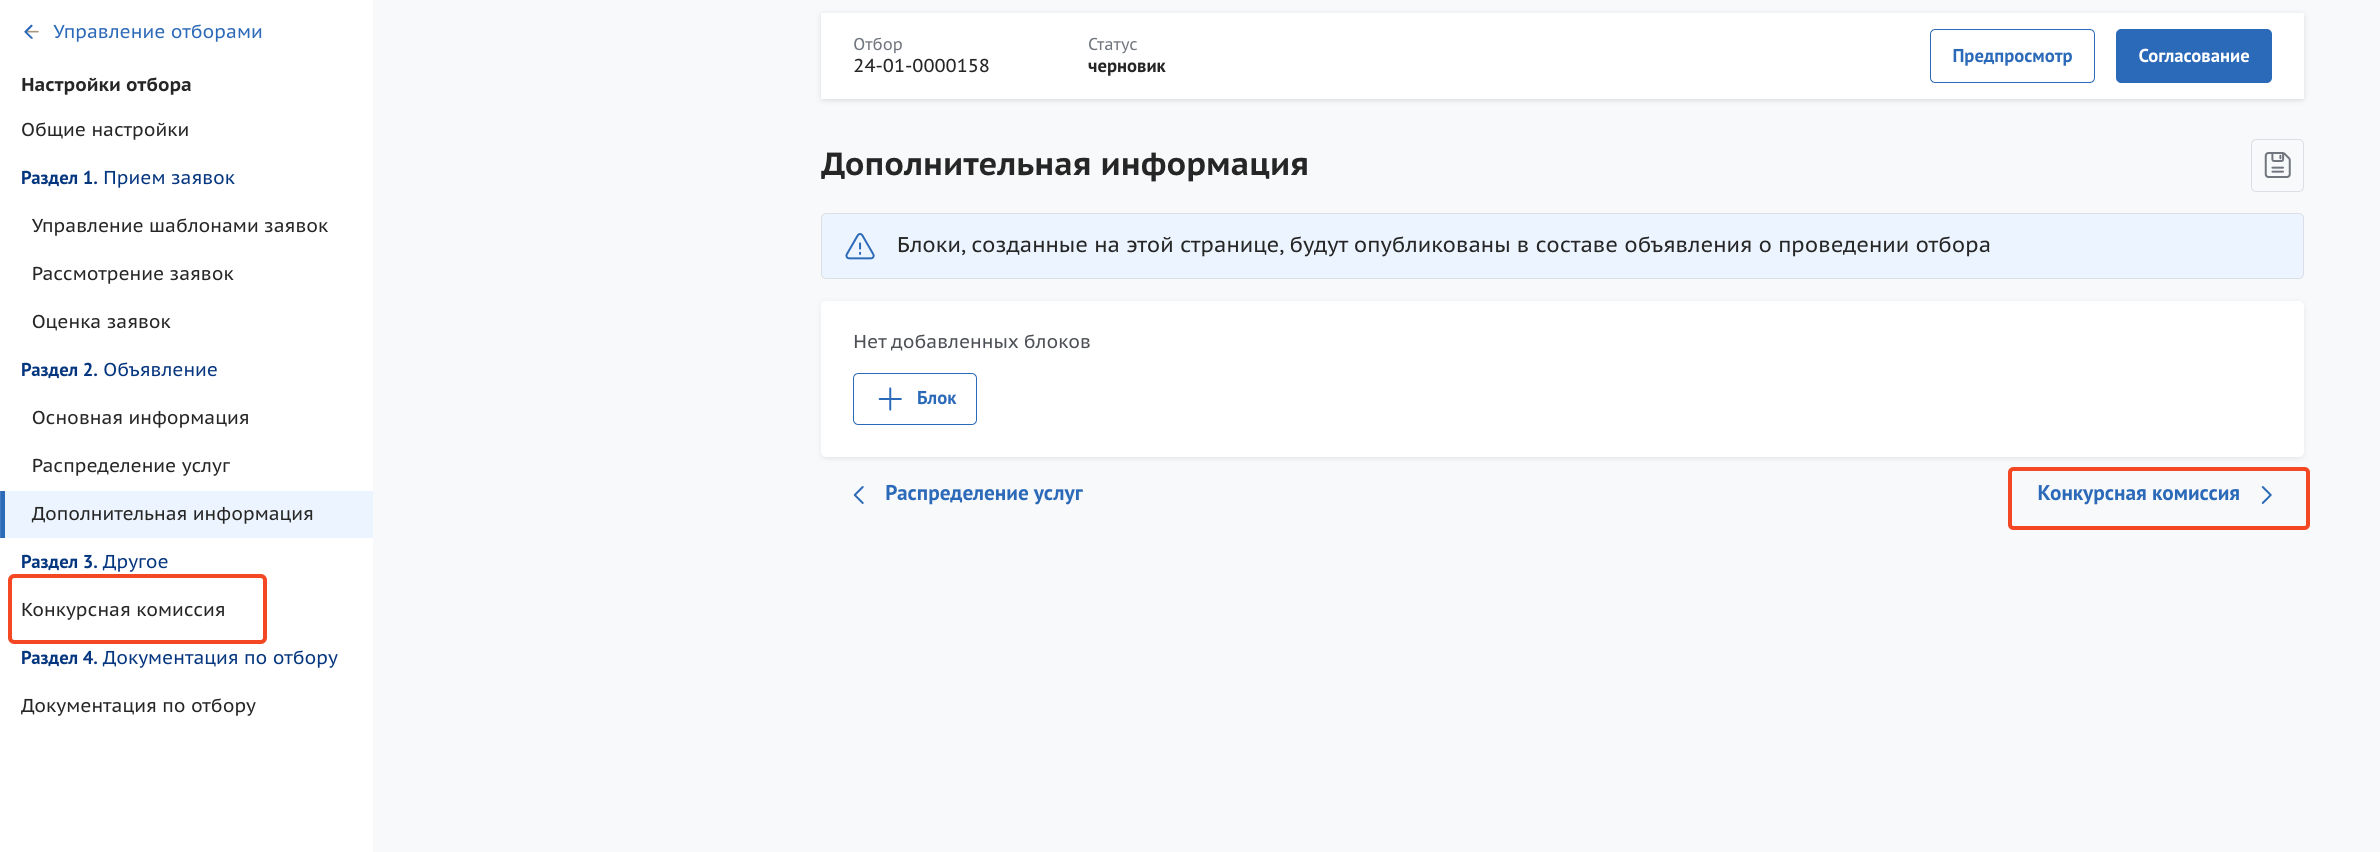 Управление отборами
Настройки отбора
Общие настройки
Раздел 1. Прием заявок
Управление шаблонами заявок
Рассмотрение заявок
Оценка заявок
Раздел 2. Объявление
Основная информация
Распределение услуг
Дополнительная информация
Раздел 3. Другое
Конкурсная комиссия
Раздел 4. Документация по отбору
Документация по отбору
Отбор
24-01-0000158
Статус
черновик
Предпросмотр
Согласование
Дополнительная информация
Блоки, созданные на этой странице, будут опубликованы в составе объявления о проведении отбора
Нет добавленных блоков
Блок
Распределение услуг
Конкурсная комиссия